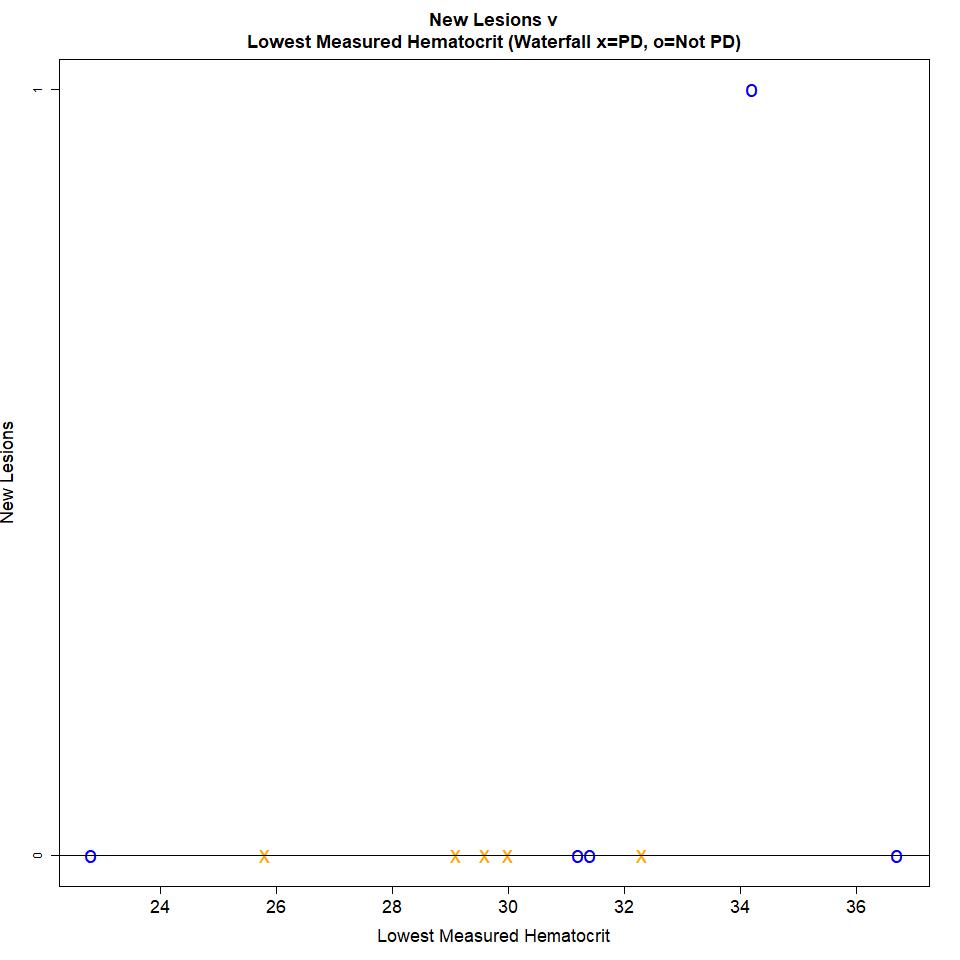 New Lesions v
Lowest Measured Hematocrit (Waterfall x=PD, o=Not PD)
1
o
New Lesions
0
o x x x x o o x o
24 26 28 30 32 34 36
Lowest Measured Hematocrit